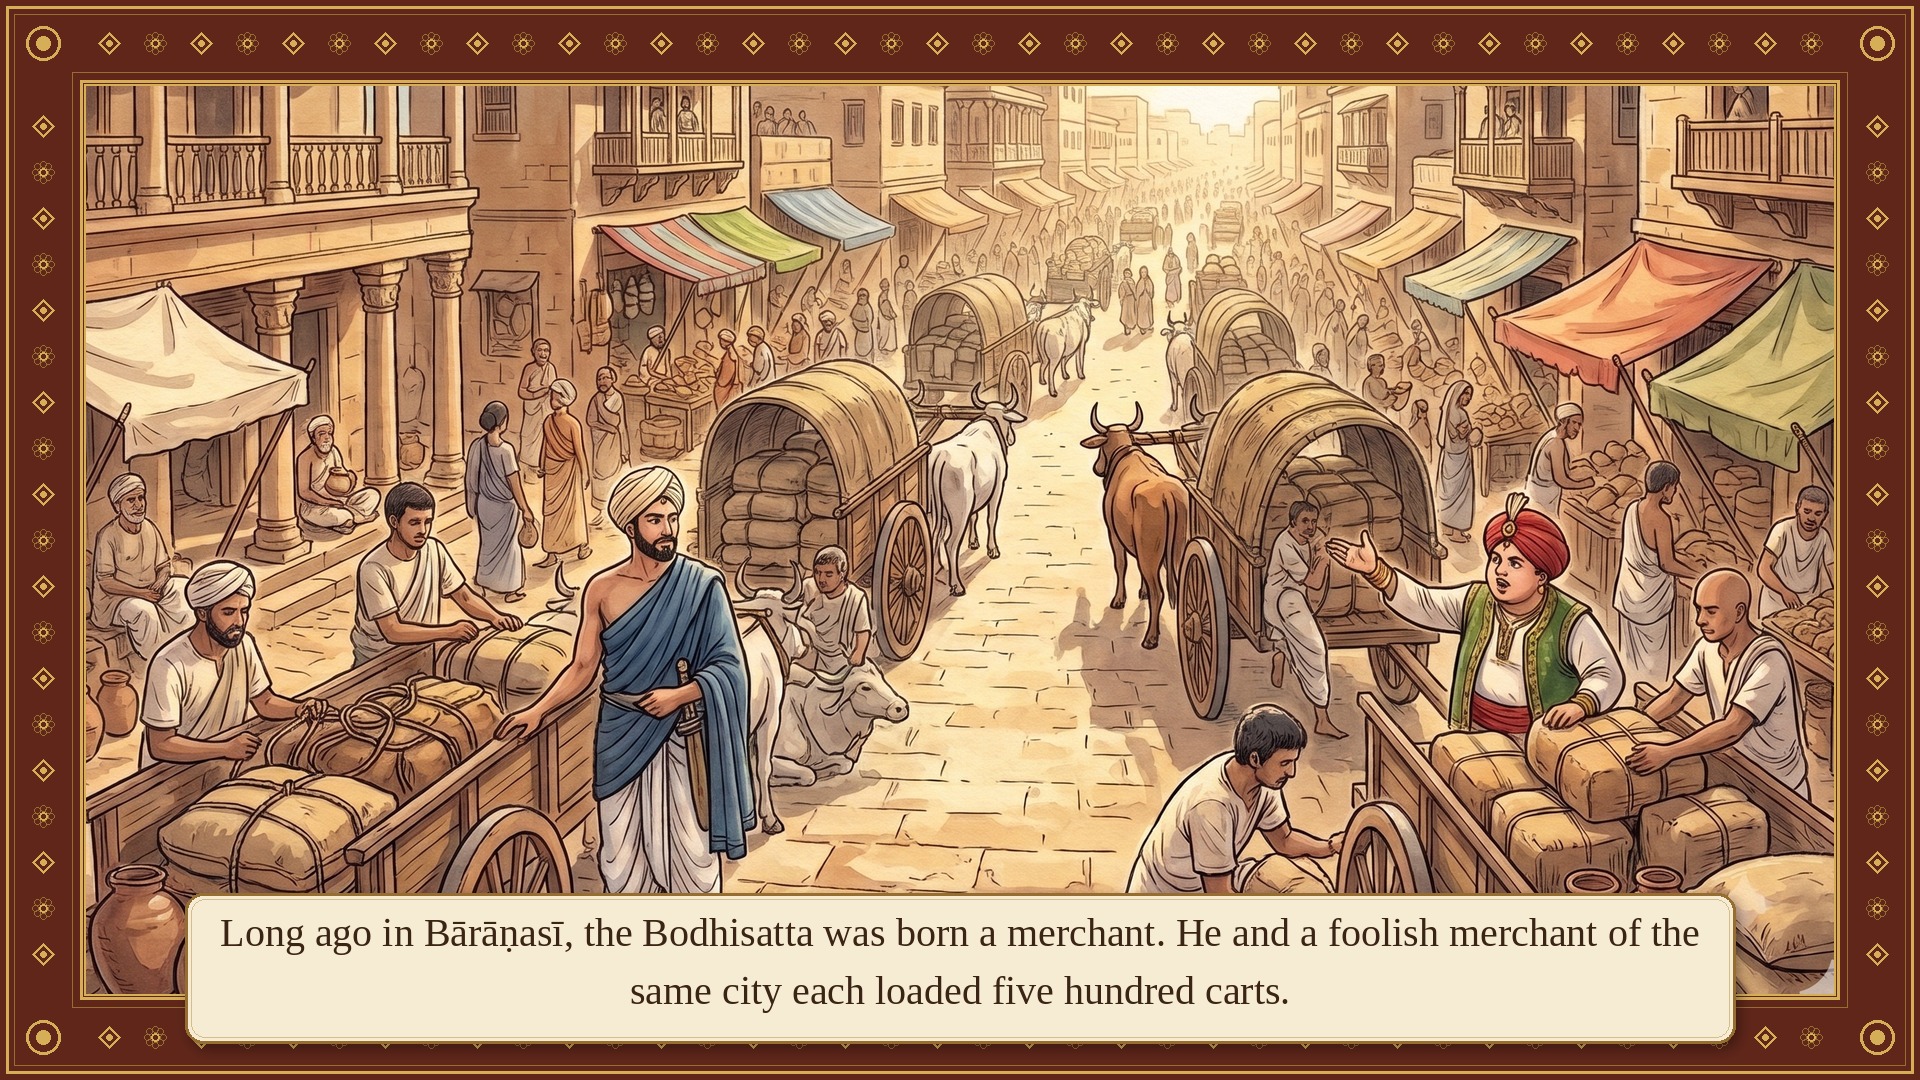 Long ago in Bārāṇasī, the Bodhisatta was born a merchant. He and a foolish merchant of the
same city each loaded five hundred carts.